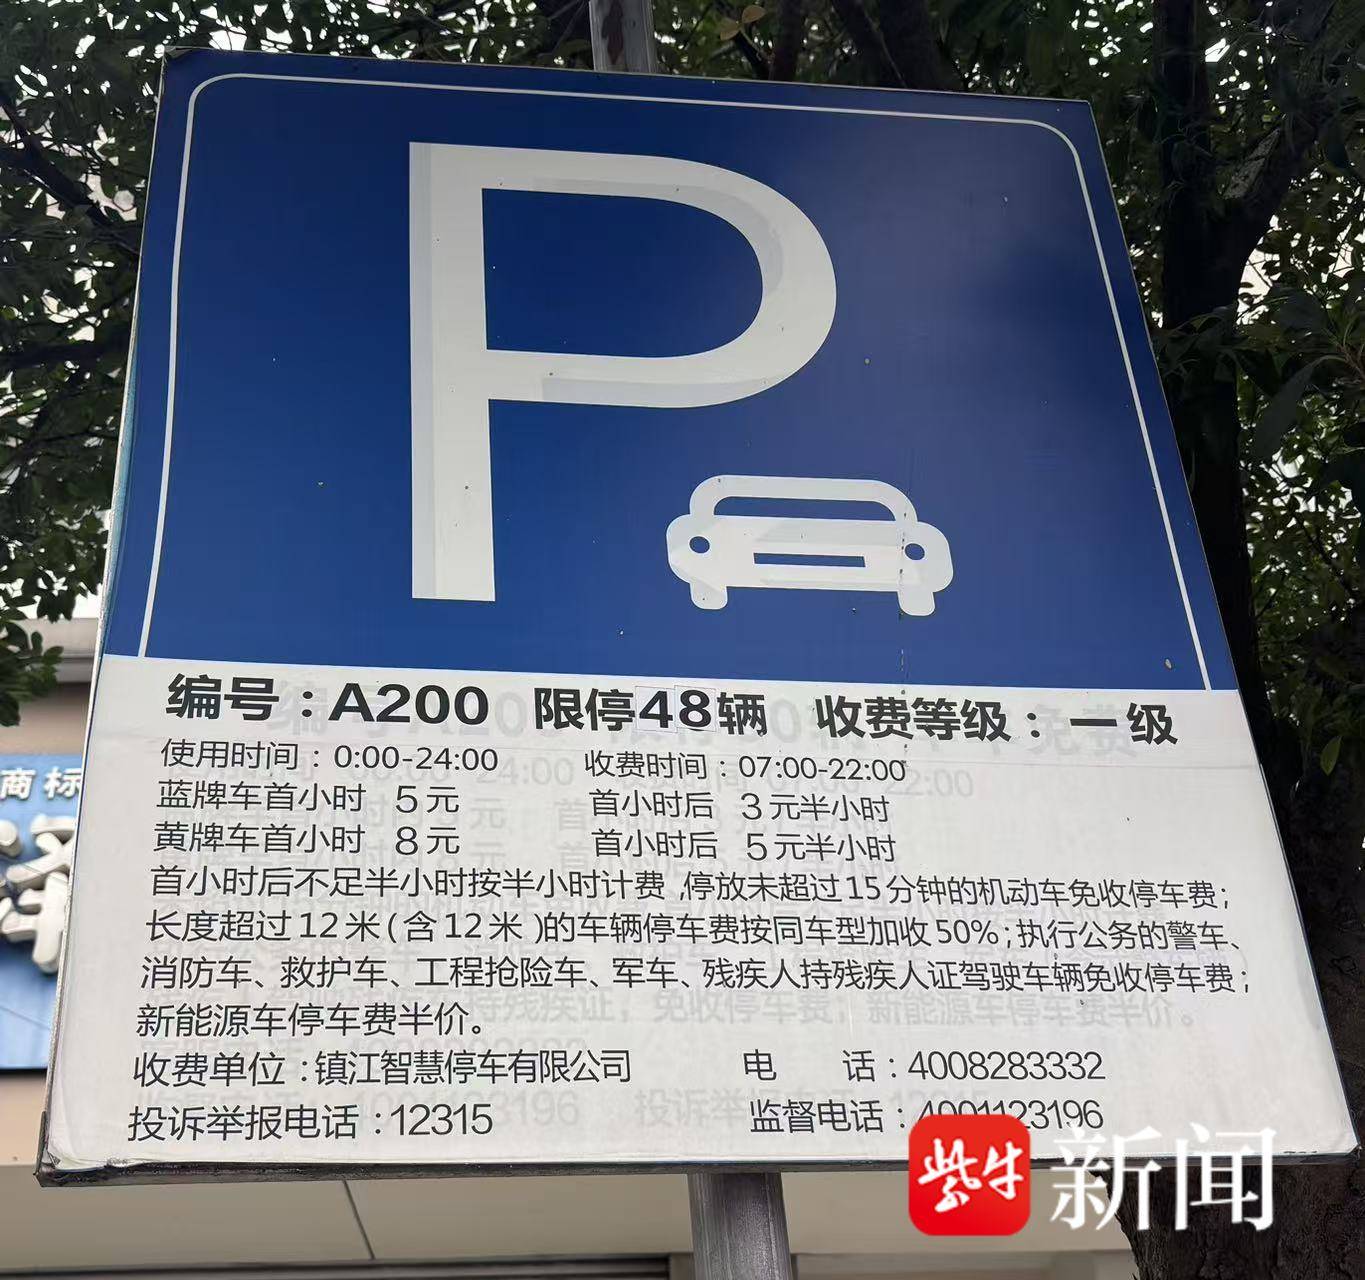 P
编号：A200 限停48辆 收费等级：一级
使用时间：0:00-24:00 收费时间：07:00-22:00
蓝牌车首小时 5元 首小时后 3元半小时
黄牌车首小时 8元 首小时后 5元半小时
首小时后不足半小时按半小时计费,停放未超过15分钟的机动车免收停车费；
长度超过12米(含12米)的车辆停车费按同车型加收50%；执行公务的警车、
消防车、救护车、工程抢险车、军车、残疾人持残疾人证驾驶车辆免收停车费；
新能源车停车费半价。
收费单位：镇江智慧停车有限公司 电 话：4008283332
投诉举报电话：12315 监督电话：4001123196
商标
紫牛新闻